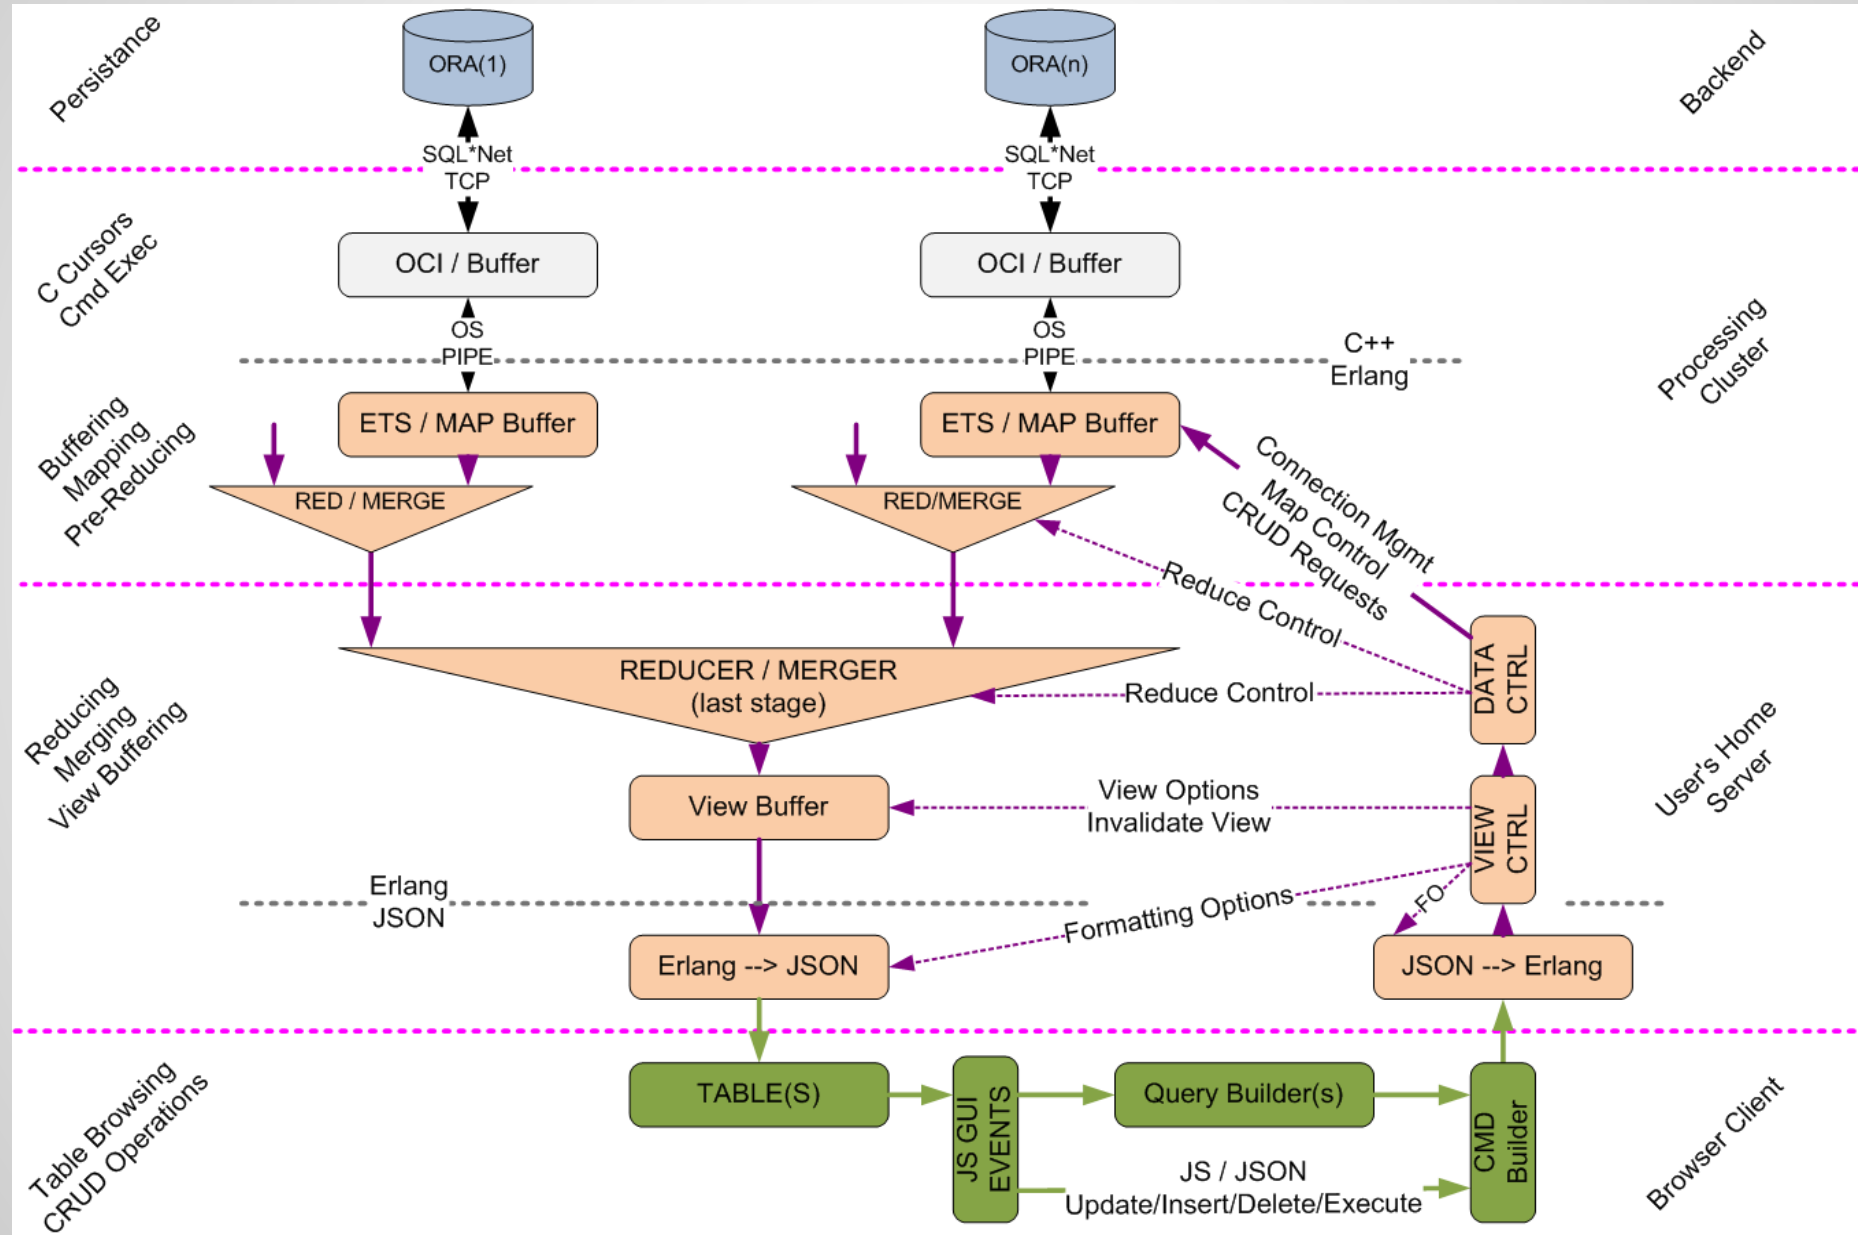 Persistance
ORA(1)
ORA(n)
Backend
SQL*Net
TCP
SQL*Net
TCP
C Cursors
Cmd Exec
OCI / Buffer
OCI / Buffer
Processing
Cluster
OS
PIPE
OS
PIPE
C++
Erlang
Buffering
Mapping
Pre-Reducing
ETS / MAP Buffer
ETS / MAP Buffer
RED / MERGE
RED/MERGE
Connection Mgmt
Map Control
CRUD Requests
Reduce Control
Reducing
Merging
View Buffering
REDUCER / MERGER
(last stage)
Reduce Control
DATA
CTRL
User's Home
Server
View Buffer
View Options
Invalidate View
VIEW
CTRL
Erlang
JSON
Formatting Options
FO
Erlang --> JSON
JSON --> Erlang
Table Browsing
CRUD Operations
TABLE(S)
JS GUI
EVENTS
Query Builder(s)
CMD
Builder
JS / JSON
Update/Insert/Delete/Execute
Browser Client